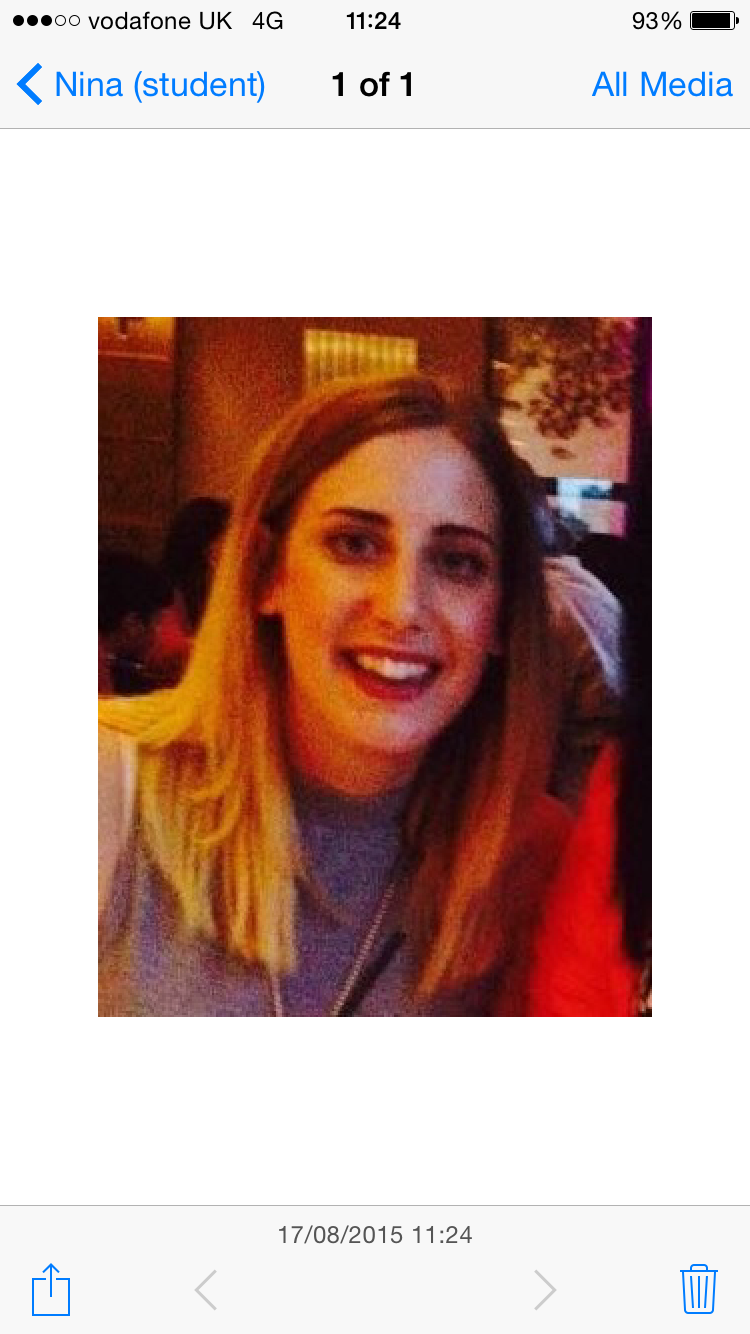 vodafone UK 4G 11:24 93%
Nina (student) 1 of 1 All Media
17/08/2015 11:24